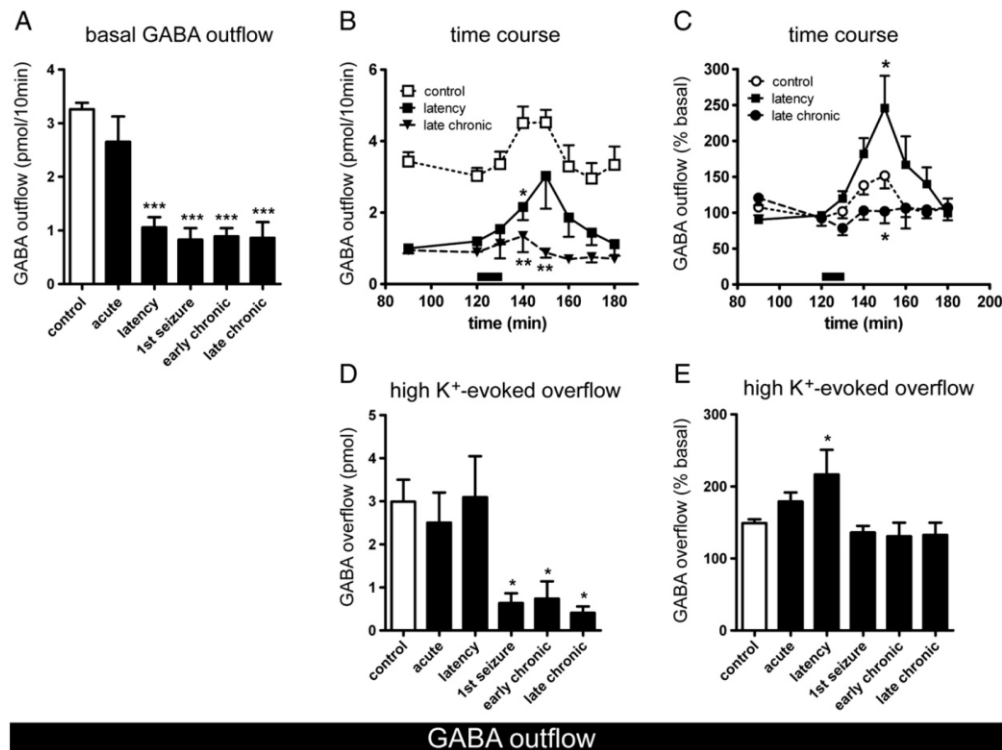 A
basal GABA outflow
GABA outflow (pmol/10min)
4
3
2
1
0
***
***
***
***
control
acute
latency
1st seizure
early chronic
late chronic
B
time course
GABA outflow (pmol/10min)
6
4
2
0
control
latency
late chronic
*
**
**
80
100
120
140
160
180
time (min)
C
time course
GABA outflow (% basal)
300
250
200
150
100
50
0
control
latency
late chronic
*
*
80
100
120
140
160
180
200
time (min)
D
high K⁺-evoked overflow
GABA overflow (pmol)
5
4
3
2
1
0
*
*
*
control
acute
latency
1st seizure
early chronic
late chronic
E
high K⁺-evoked overflow
GABA overflow (% basal)
300
200
100
0
*
control
acute
latency
1st seizure
early chronic
late chronic
GABA outflow